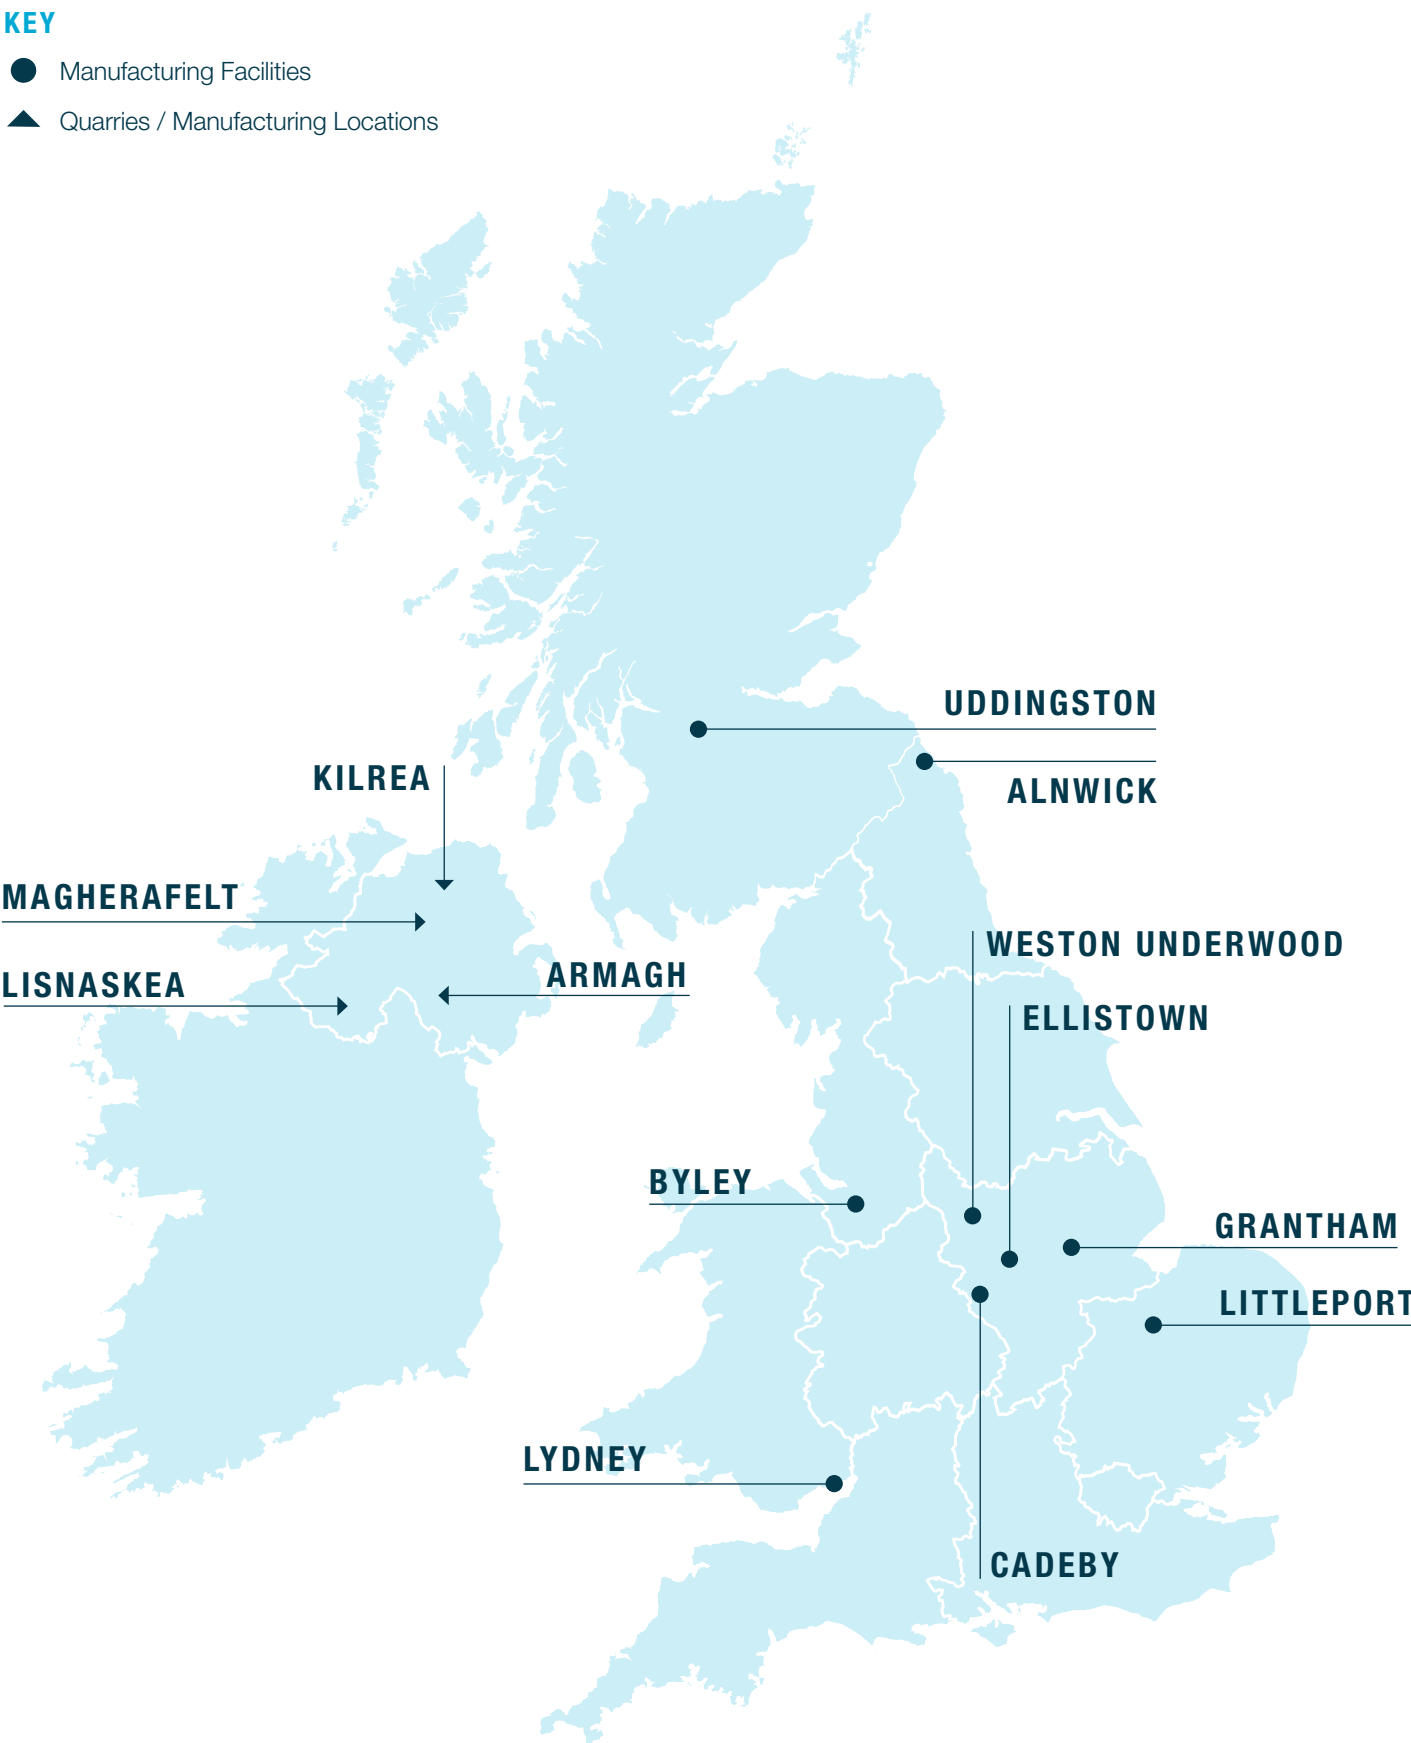 KEY
Manufacturing Facilities
Quarries / Manufacturing Locations
UDDINGSTON
KILREA
ALNWICK
MAGHERAFELT
WESTON UNDERWOOD
LISNASKEA
ARMAGH
ELLISTOWN
BYLEY
GRANTHAM
LITTLEPORT
LYDNEY
CADEBY